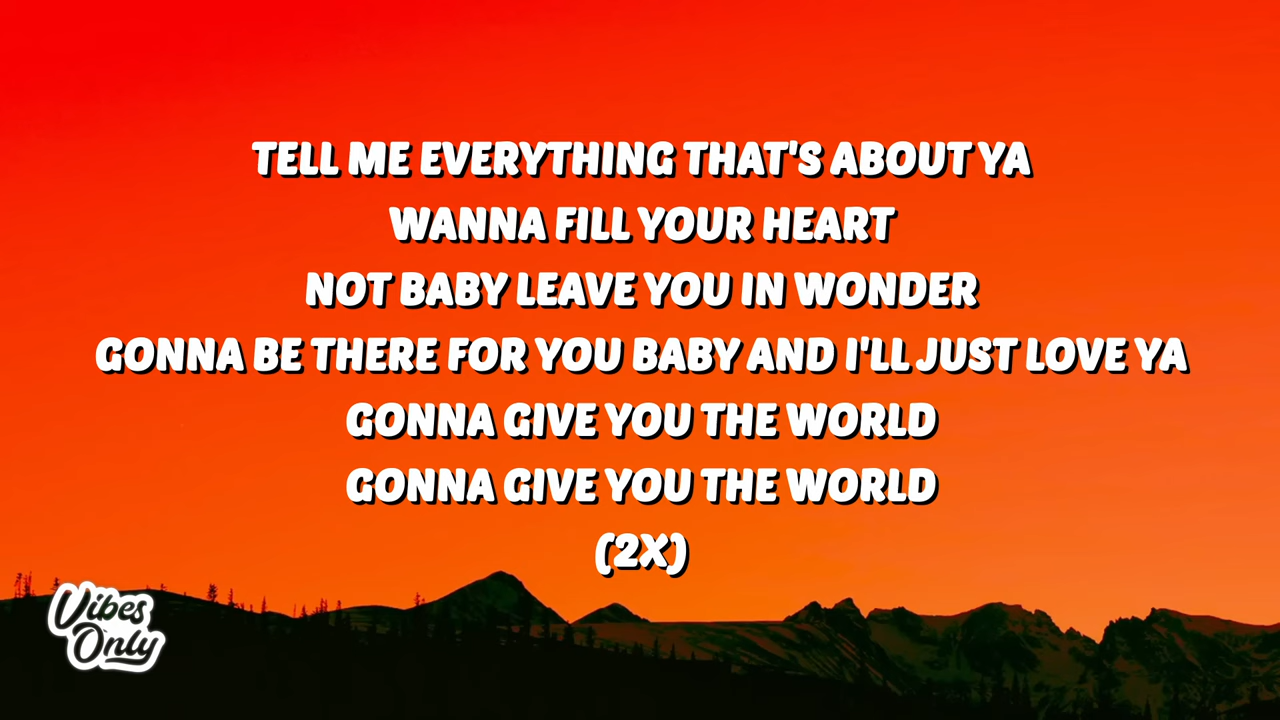 TELL ME EVERYTHING THAT'S ABOUT YA
WANNA FILL YOUR HEART
NOT BABY LEAVE YOU IN WONDER
GONNA BE THERE FOR YOU BABY AND I'LL JUST LOVE YA
GONNA GIVE YOU THE WORLD
GONNA GIVE YOU THE WORLD
(2X)
Vibes
Only